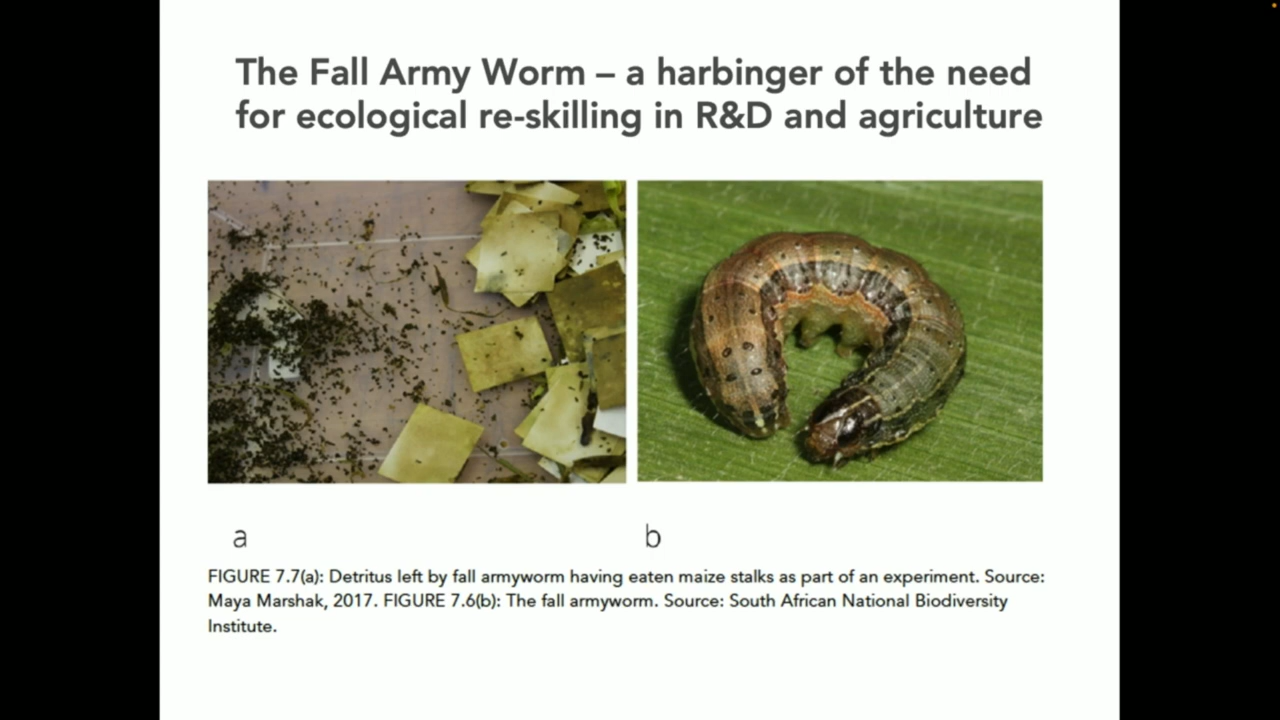 The Fall Army Worm – a harbinger of the need
for ecological re-skilling in R&D and agriculture
a
b
FIGURE 7.7(a): Detritus left by fall armyworm having eaten maize stalks as part of an experiment. Source:
Maya Marshak, 2017. FIGURE 7.6(b): The fall armyworm. Source: South African National Biodiversity
Institute.